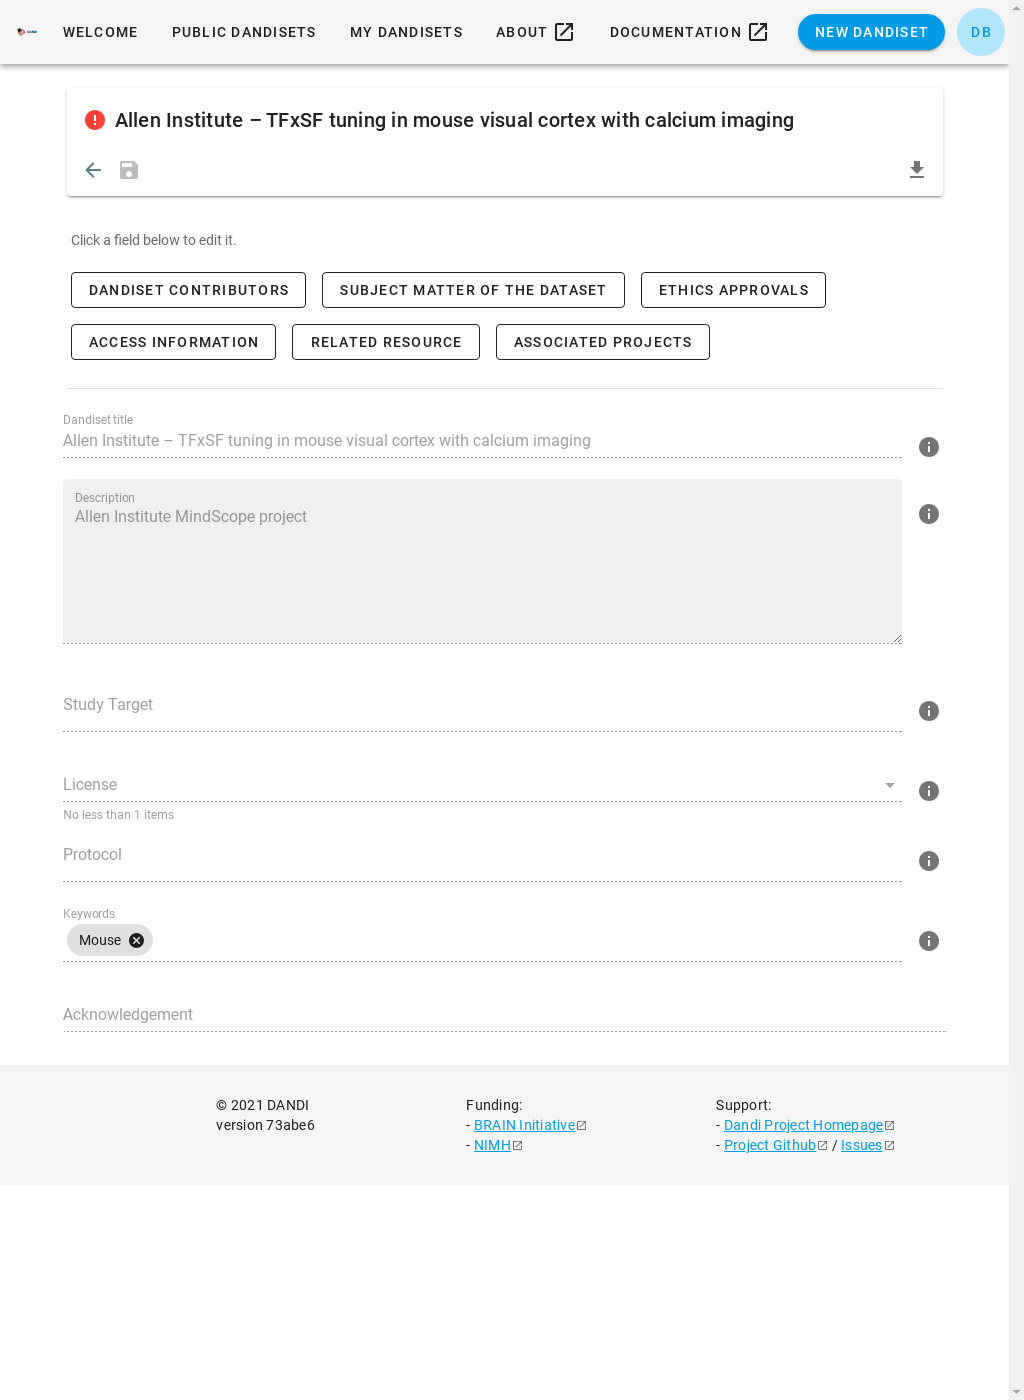 WELCOME PUBLIC DANDISETS MY DANDISETS ABOUT DOCUMENTATION NEW DANDISET DB
Allen Institute – TFxSF tuning in mouse visual cortex with calcium imaging
Click a field below to edit it.
DANDISET CONTRIBUTORS SUBJECT MATTER OF THE DATASET ETHICS APPROVALS
ACCESS INFORMATION RELATED RESOURCE ASSOCIATED PROJECTS
Dandiset title
Allen Institute – TFxSF tuning in mouse visual cortex with calcium imaging
Description
Allen Institute MindScope project
Study Target
License
No less than 1 items
Protocol
Keywords
Mouse
Acknowledgement
© 2021 DANDI
version 73abe6
Funding:
- BRAIN Initiative
- NIMH
Support:
- Dandi Project Homepage
- Project Github / Issues